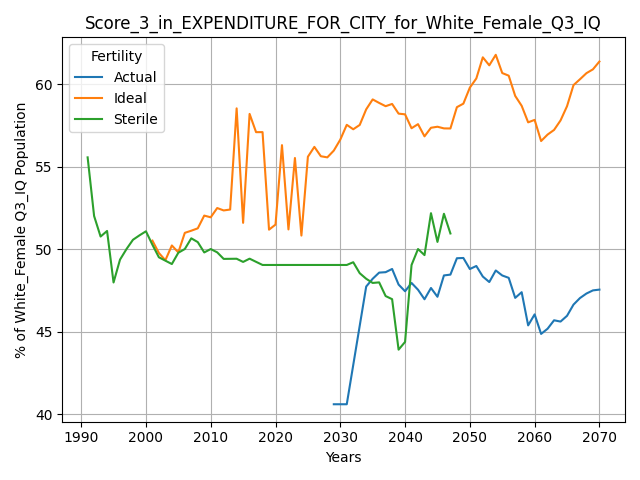 Score_3_in_EXPENDITURE_FOR_CITY_for_White_Female_Q3_IQ
Fertility
Actual
Ideal
Sterile
% of White_Female Q3_IQ Population
60
55
50
45
40
1990 2000 2010 2020 2030 2040 2050 2060 2070
Years